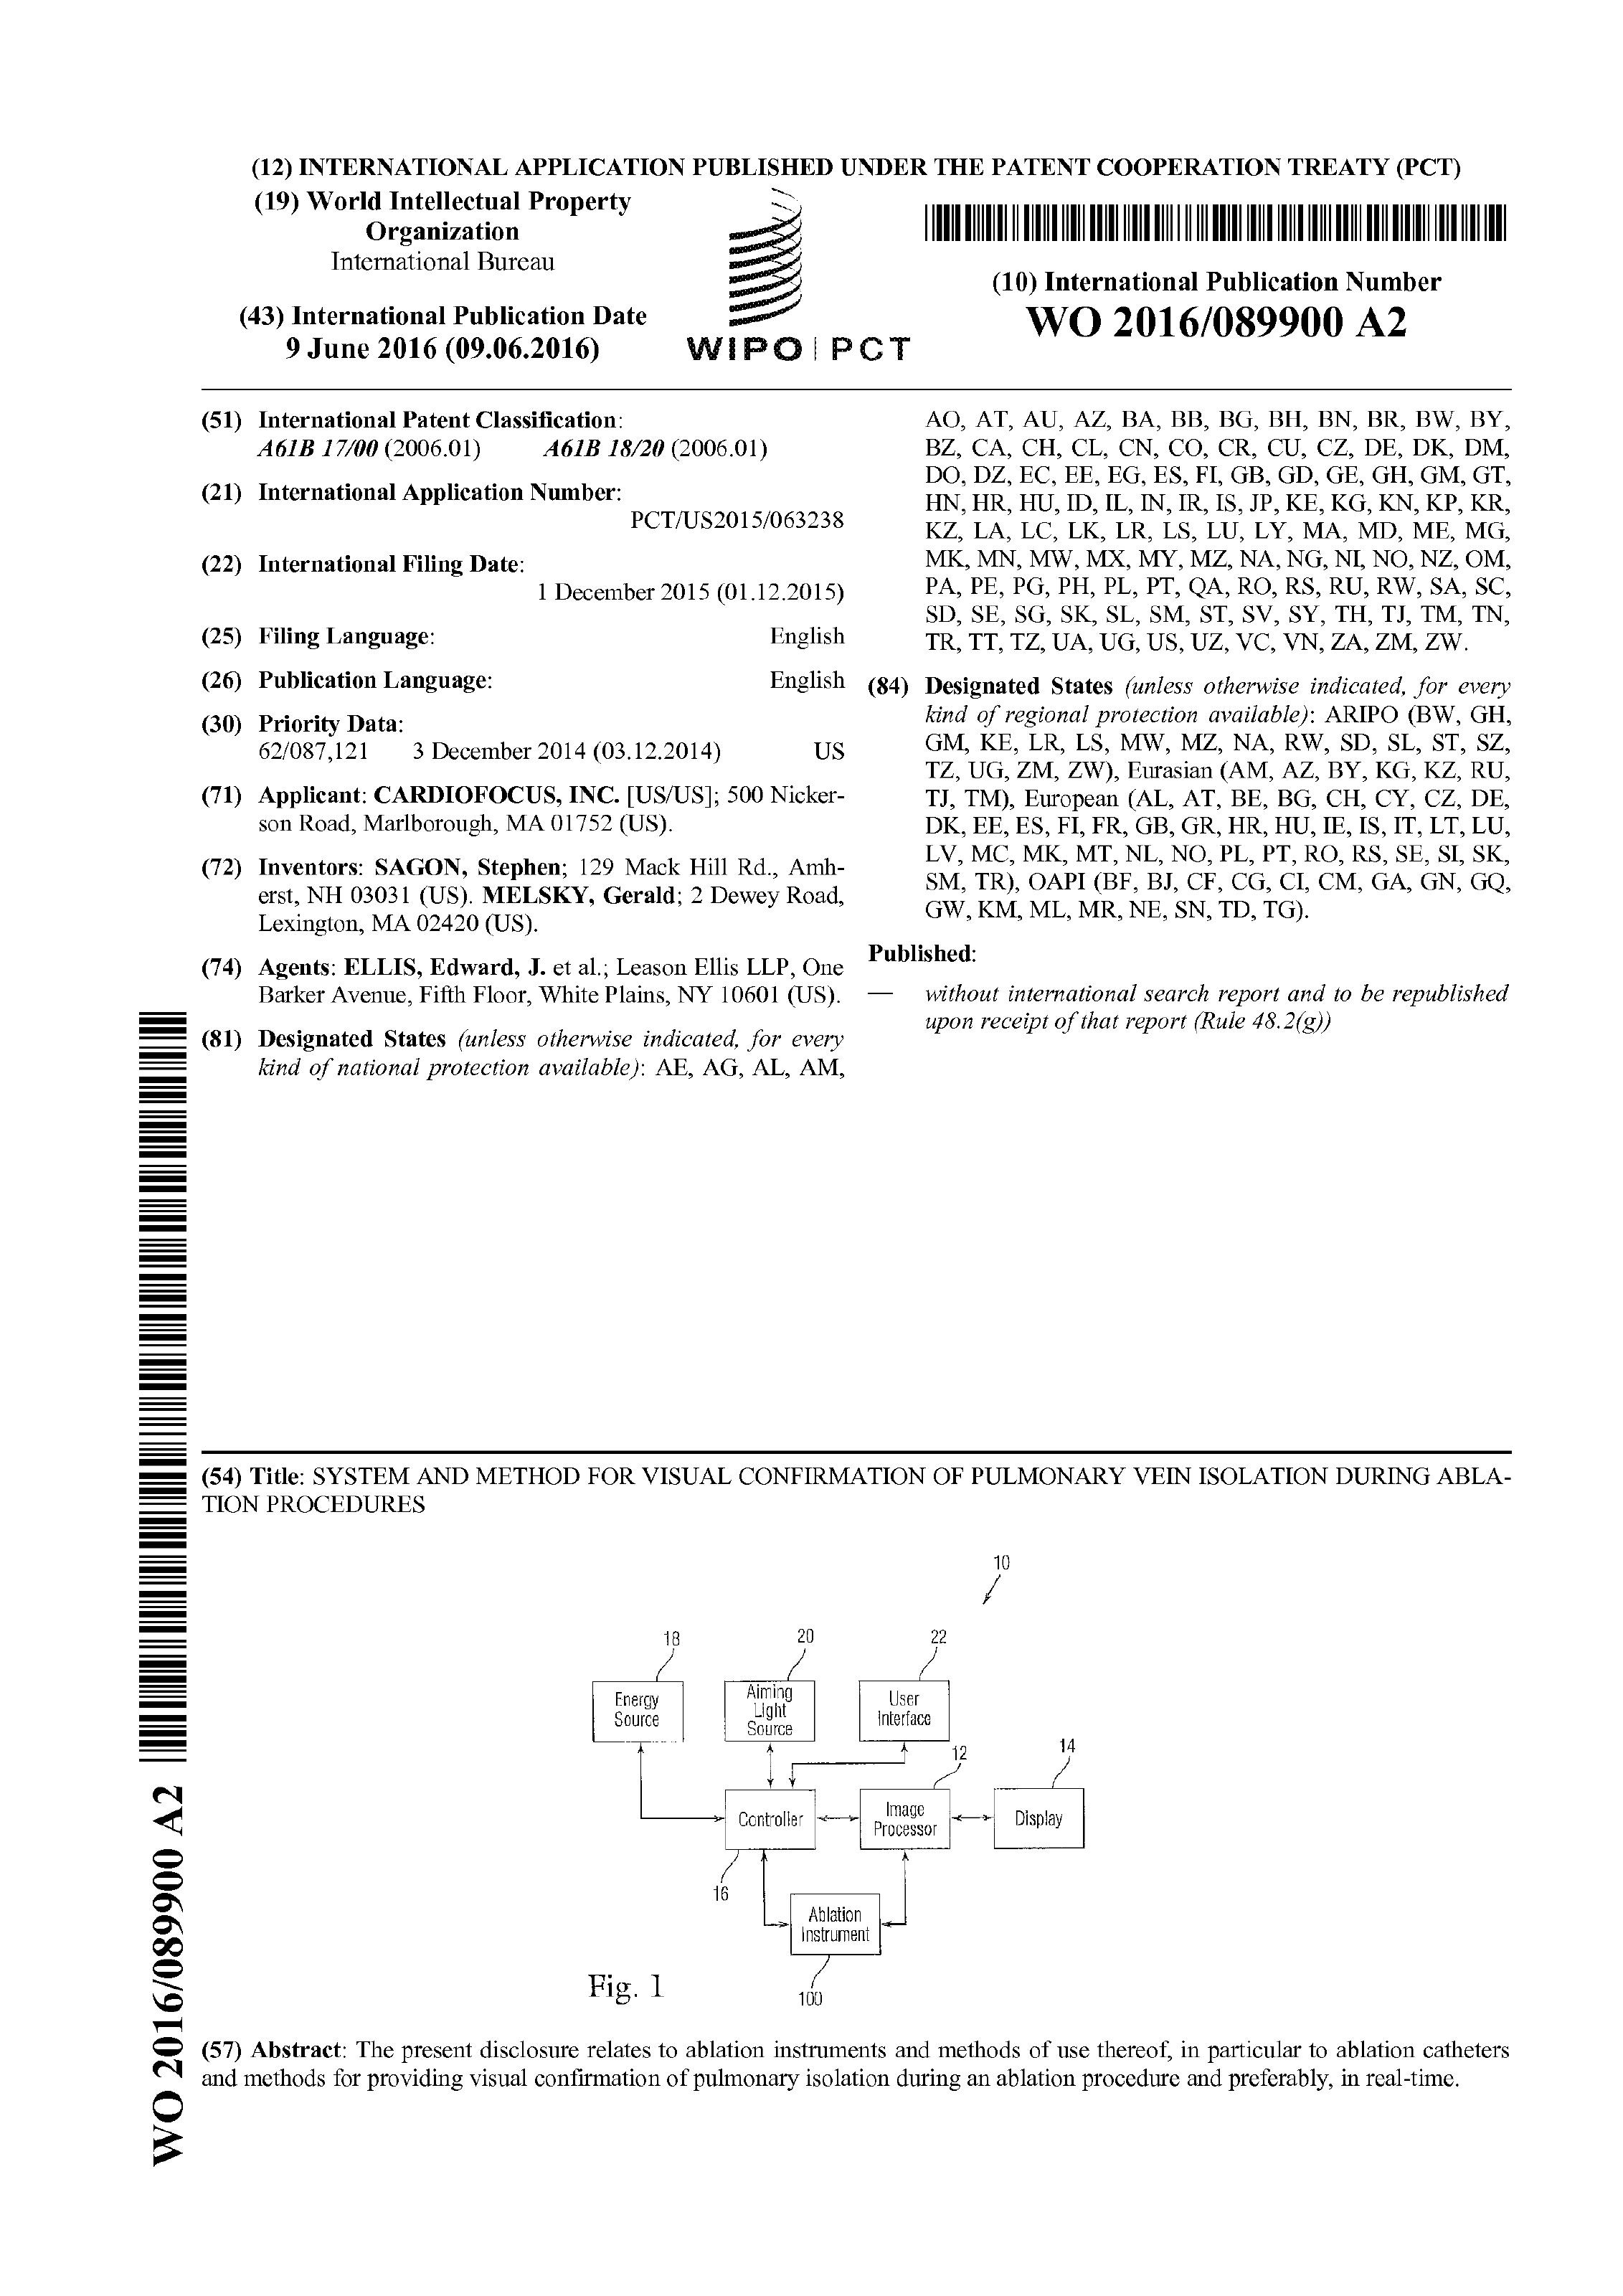 (12) INTERNATIONAL APPLICATION PUBLISHED UNDER THE PATENT COOPERATION TREATY (PCT)
(19) World Intellectual Property
Organization
International Bureau
(43) International Publication Date
9 June 2016 (09.06.2016)
WIPO | PCT
(10) International Publication Number
WO 2016/089900 A2
(51) International Patent Classification:
A61B 17/00 (2006.01) A61B 18/20 (2006.01)
(21) International Application Number:
PCT/US2015/063238
(22) International Filing Date:
1 December 2015 (01.12.2015)
(25) Filing Language: English
(26) Publication Language: English
(30) Priority Data:
62/087,121 3 December 2014 (03.12.2014) US
(71) Applicant: CARDIOFOCUS, INC. [US/US]; 500 Nicker-
son Road, Marlborough, MA 01752 (US).
(72) Inventors: SAGON, Stephen; 129 Mack Hill Rd., Amh-
erst, NH 03031 (US). MELSKY, Gerald; 2 Dewey Road,
Lexington, MA 02420 (US).
(74) Agents: ELLIS, Edward, J. et al.; Leason Ellis LLP, One
Barker Avenue, Fifth Floor, White Plains, NY 10601 (US).
(81) Designated States (unless otherwise indicated, for every
kind of national protection available): AE, AG, AL, AM,
AO, AT, AU, AZ, BA, BB, BG, BH, BN, BR, BW, BY,
BZ, CA, CH, CL, CN, CO, CR, CU, CZ, DE, DK, DM,
DO, DZ, EC, EE, EG, ES, FI, GB, GD, GE, GH, GM, GT,
HN, HR, HU, ID, IL, IN, IR, IS, JP, KE, KG, KN, KP, KR,
KZ, LA, LC, LK, LR, LS, LU, LY, MA, MD, ME, MG,
MK, MN, MW, MX, MY, MZ, NA, NG, NI, NO, NZ, OM,
PA, PE, PG, PH, PL, PT, QA, RO, RS, RU, RW, SA, SC,
SD, SE, SG, SK, SL, SM, ST, SV, SY, TH, TJ, TM, TN,
TR, TT, TZ, UA, UG, US, UZ, VC, VN, ZA, ZM, ZW.
(84) Designated States (unless otherwise indicated, for every
kind of regional protection available): ARIPO (BW, GH,
GM, KE, LR, LS, MW, MZ, NA, RW, SD, SL, ST, SZ,
TZ, UG, ZM, ZW), Eurasian (AM, AZ, BY, KG, KZ, RU,
TJ, TM), European (AL, AT, BE, BG, CH, CY, CZ, DE,
DK, EE, ES, FI, FR, GB, GR, HR, HU, IE, IS, IT, LT, LU,
LV, MC, MK, MT, NL, NO, PL, PT, RO, RS, SE, SI, SK,
SM, TR), OAPI (BF, BJ, CF, CG, CI, CM, GA, GN, GQ,
GW, KM, ML, MR, NE, SN, TD, TG).
Published:
— without international search report and to be republished
upon receipt of that report (Rule 48.2(g))
(54) Title: SYSTEM AND METHOD FOR VISUAL CONFIRMATION OF PULMONARY VEIN ISOLATION DURING ABLA-
TION PROCEDURES
10
18 20 22
Energy
Source
Aiming
Light
Source
User
Interface
12 14
Controller
Image
Processor
Display
16
Ablation
Instrument
100
Fig. 1
(57) Abstract: The present disclosure relates to ablation instruments and methods of use thereof, in particular to ablation catheters
and methods for providing visual confirmation of pulmonary isolation during an ablation procedure and preferably, in real-time.
WO 2016/089900 A2